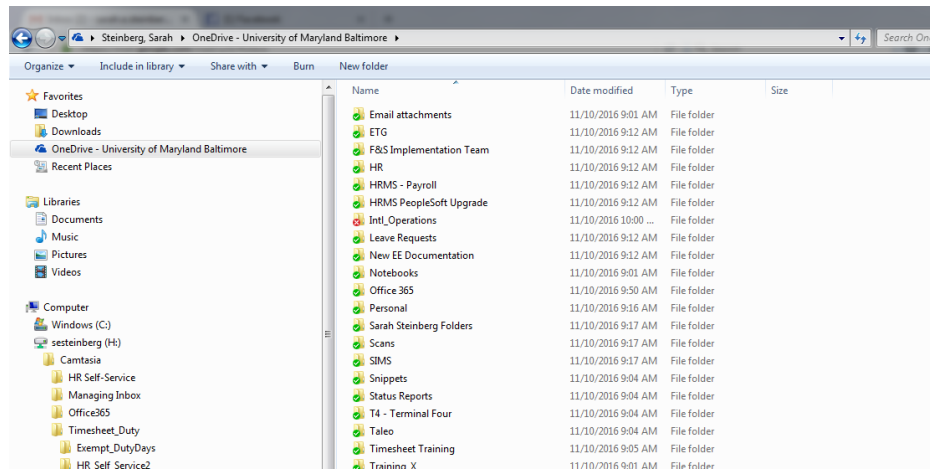 Steinberg, Sarah ▸ OneDrive - University of Maryland Baltimore ▸ Search On
Organize Include in library Share with Burn New folder
Name Date modified Type Size
Favorites
Desktop
Downloads
OneDrive - University of Maryland Baltimore
Recent Places
Libraries
Documents
Music
Pictures
Videos
Computer
Windows (C:)
sesteinberg (H:)
Camtasia
HR Self-Service
Managing Inbox
Office365
Timesheet_Duty
Exempt_DutyDays
HR Self Service2
Email attachments 11/10/2016 9:01 AM File folder
ETG 11/10/2016 9:12 AM File folder
F&S Implementation Team 11/10/2016 9:12 AM File folder
HR 11/10/2016 9:12 AM File folder
HRMS - Payroll 11/10/2016 9:12 AM File folder
HRMS PeopleSoft Upgrade 11/10/2016 9:12 AM File folder
Intl_Operations 11/10/2016 10:00 ... File folder
Leave Requests 11/10/2016 9:12 AM File folder
New EE Documentation 11/10/2016 9:12 AM File folder
Notebooks 11/10/2016 9:01 AM File folder
Office 365 11/10/2016 9:50 AM File folder
Personal 11/10/2016 9:16 AM File folder
Sarah Steinberg Folders 11/10/2016 9:17 AM File folder
Scans 11/10/2016 9:17 AM File folder
SIMS 11/10/2016 9:17 AM File folder
Snippets 11/10/2016 9:04 AM File folder
Status Reports 11/10/2016 9:04 AM File folder
T4 - Terminal Four 11/10/2016 9:04 AM File folder
Taleo 11/10/2016 9:04 AM File folder
Timesheet Training 11/10/2016 9:05 AM File folder
Training_X 11/10/2016 9:01 AM File folder